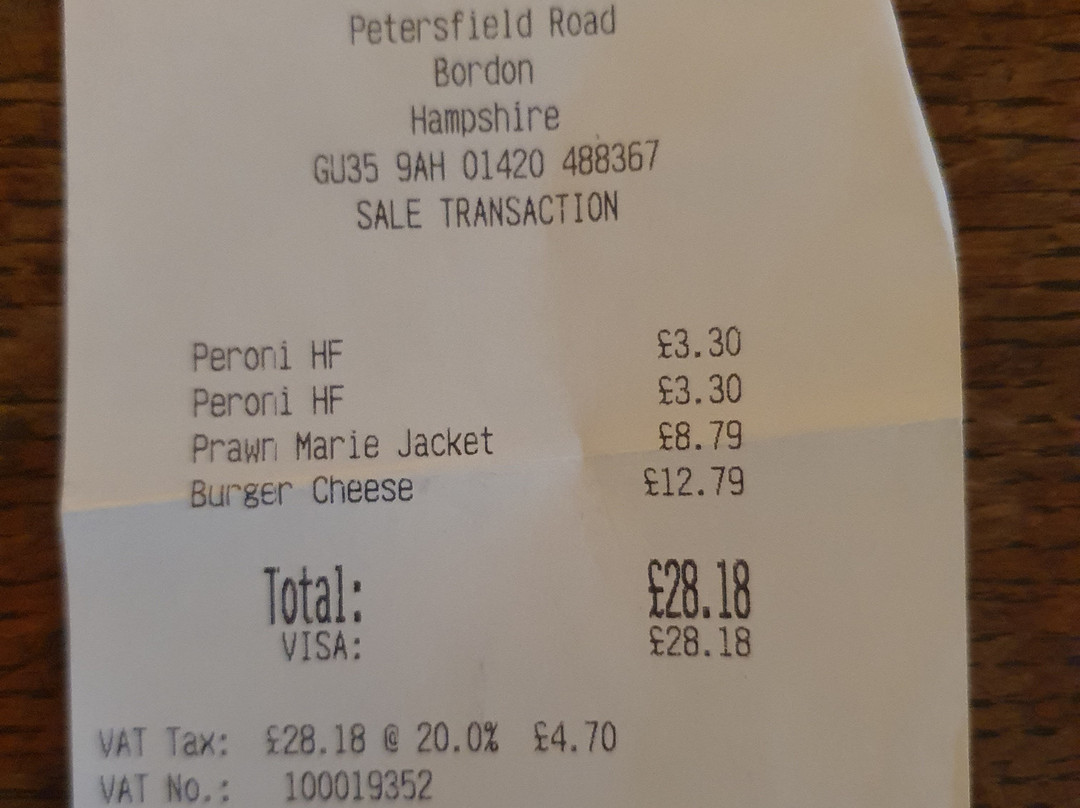 Petersfield Road
Bordon
Hampshire
GU35 9AH 01420 488367
SALE TRANSACTION
Peroni HF £3.30
Peroni HF £3.30
Prawn Marie Jacket £8.79
Burger Cheese £12.79
Total: £28.18
VISA: £28.18
VAT Tax: £28.18 @ 20.0% £4.70
VAT No.: 100019352